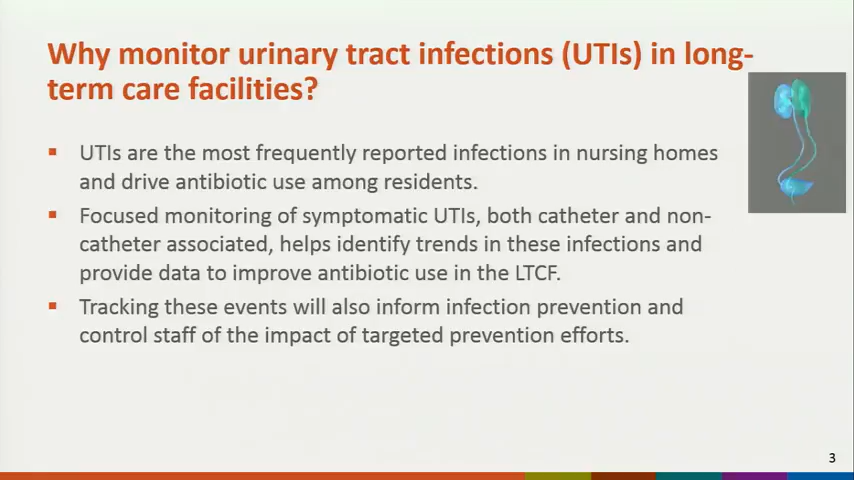 Why monitor urinary tract infections (UTIs) in long-
term care facilities?
▪ UTIs are the most frequently reported infections in nursing homes
and drive antibiotic use among residents.
▪ Focused monitoring of symptomatic UTIs, both catheter and non-
catheter associated, helps identify trends in these infections and
provide data to improve antibiotic use in the LTCF.
▪ Tracking these events will also inform infection prevention and
control staff of the impact of targeted prevention efforts.
3